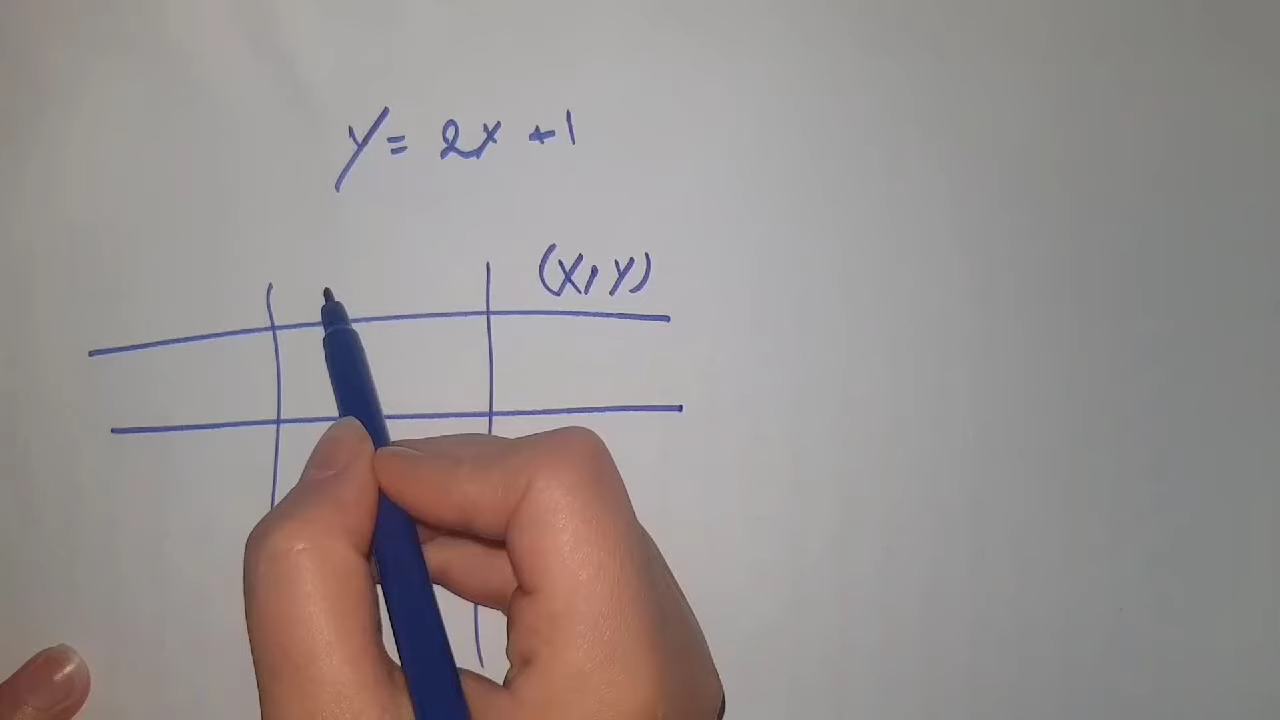 y = 2x + 1
(x, y)